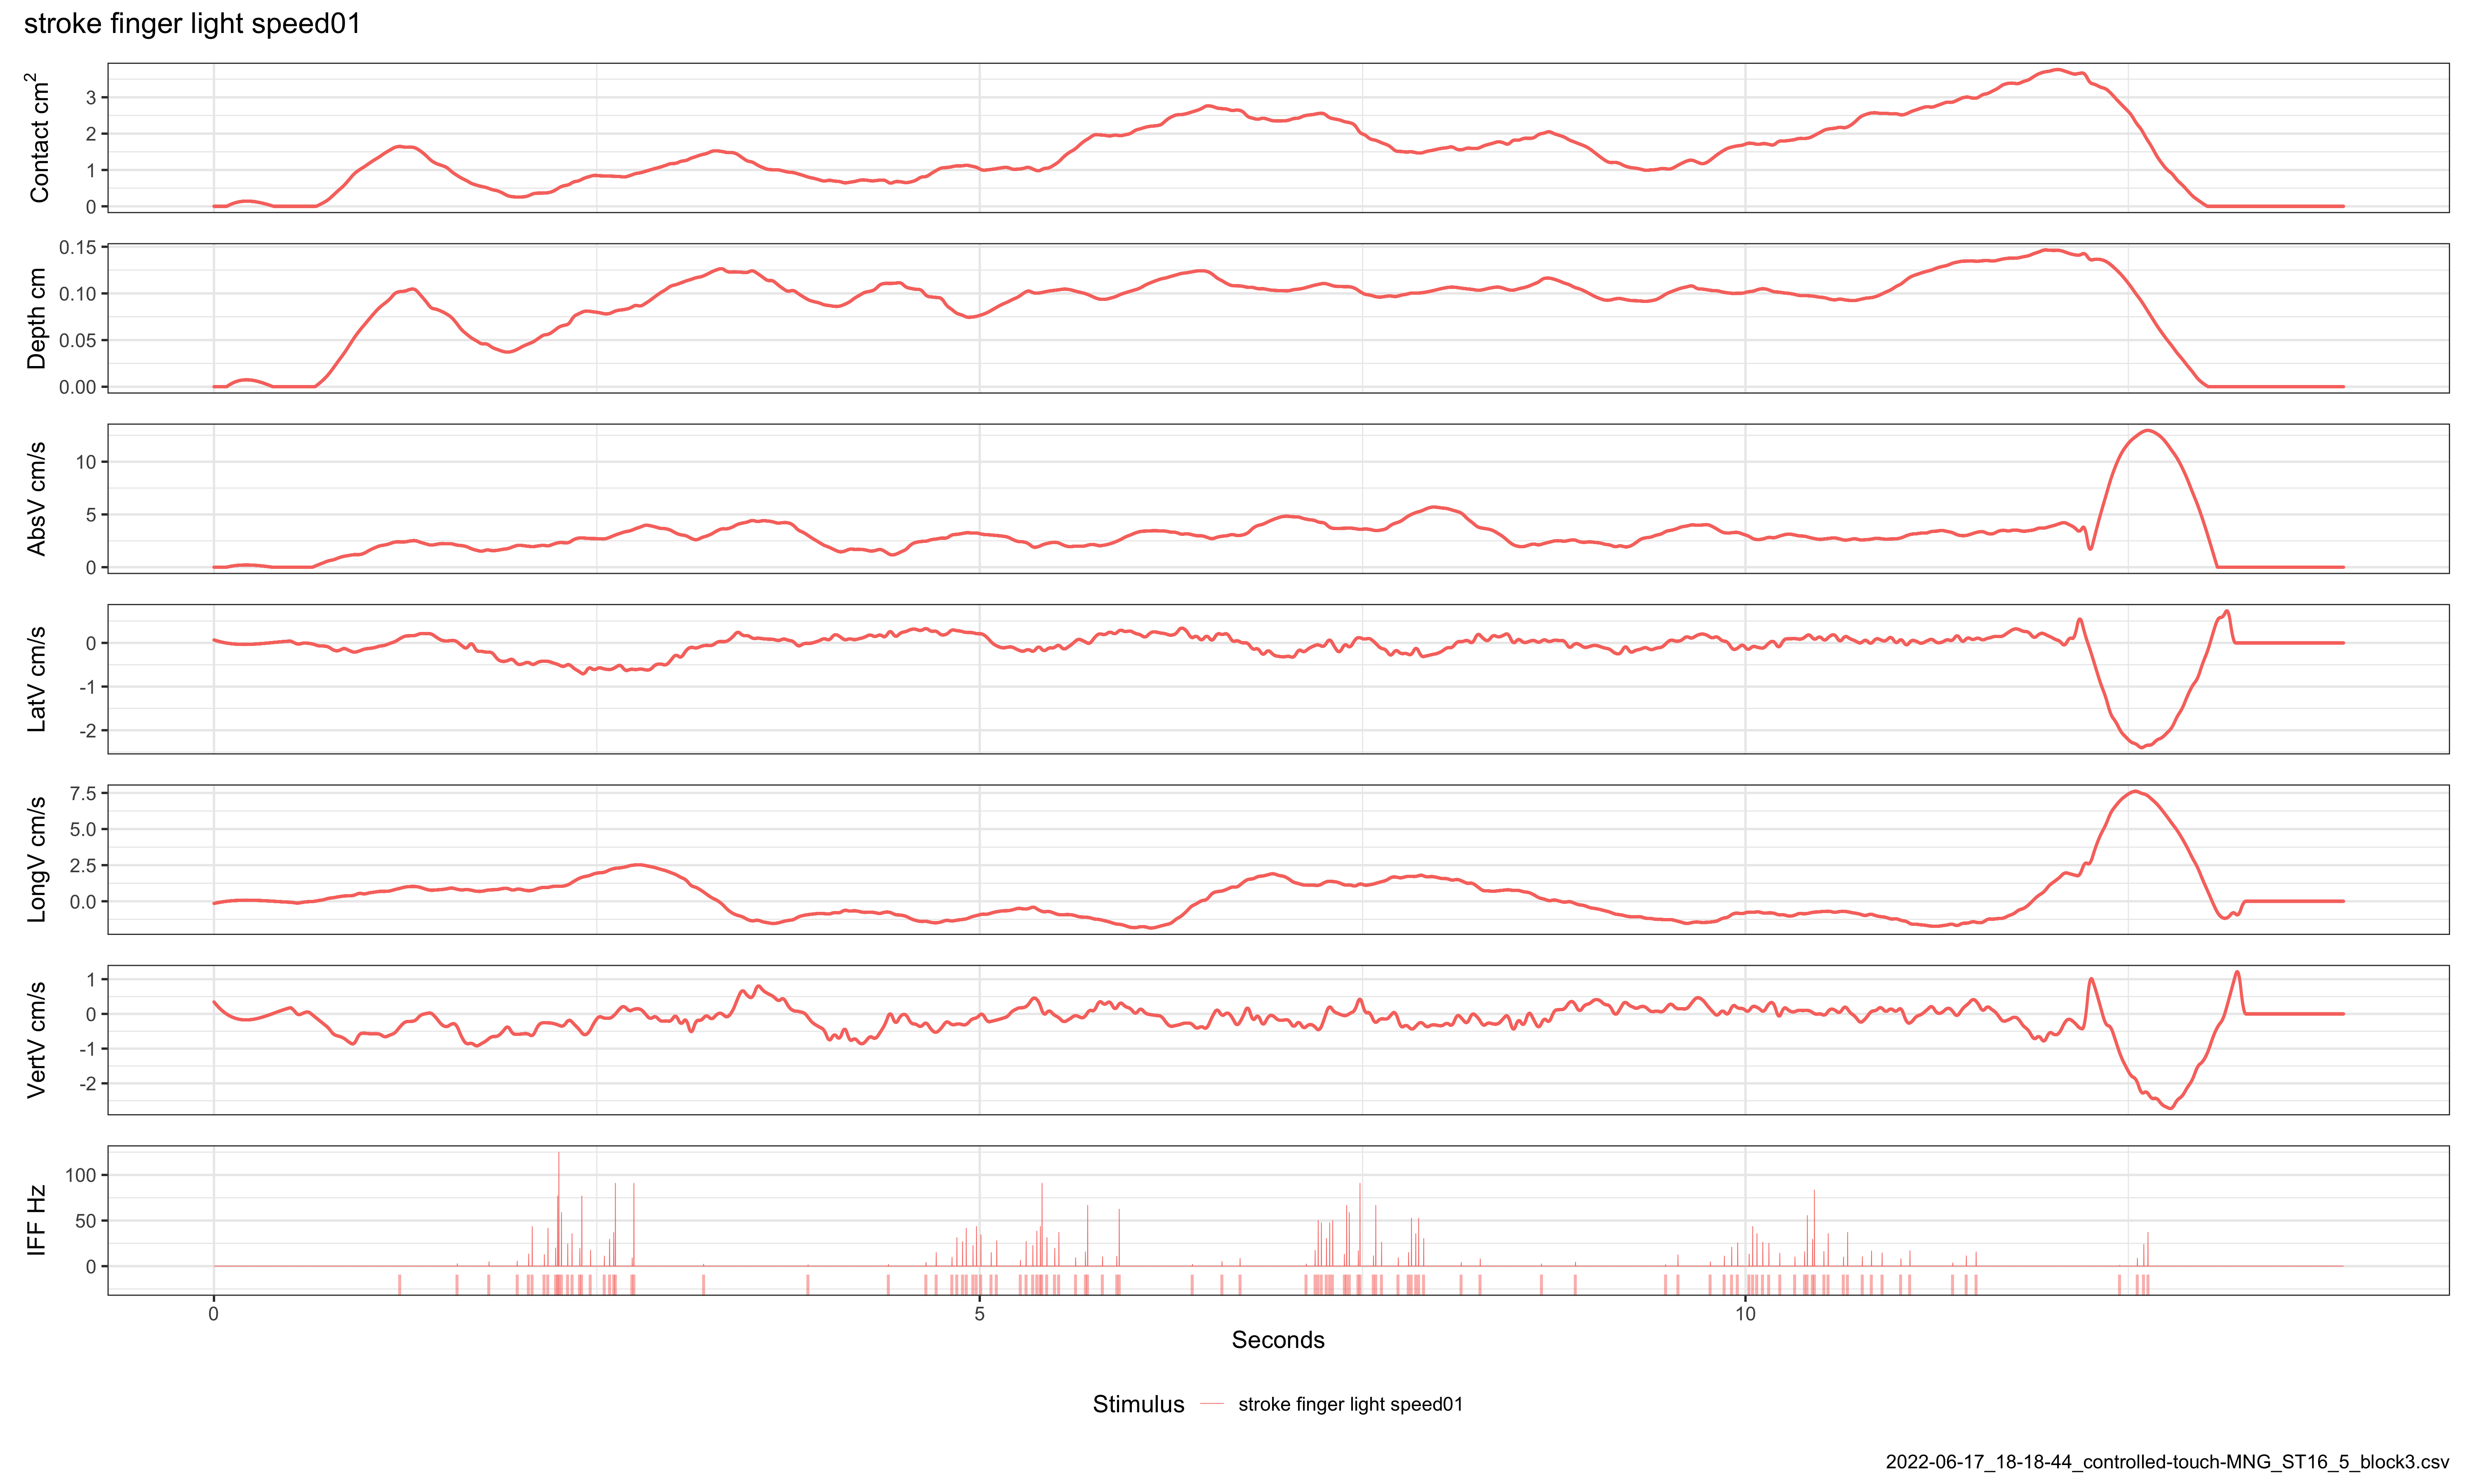 stroke finger light speed01
Contact cm²
3
2
1
0
Depth cm
0.15
0.10
0.05
0.00
AbsV cm/s
10
5
0
LatV cm/s
0
-1
-2
LongV cm/s
7.5
5.0
2.5
0.0
VertV cm/s
1
0
-1
-2
IFF Hz
100
50
0
0 5 10
Seconds
Stimulus stroke finger light speed01
2022-06-17_18-18-44_controlled-touch-MNG_ST16_5_block3.csv